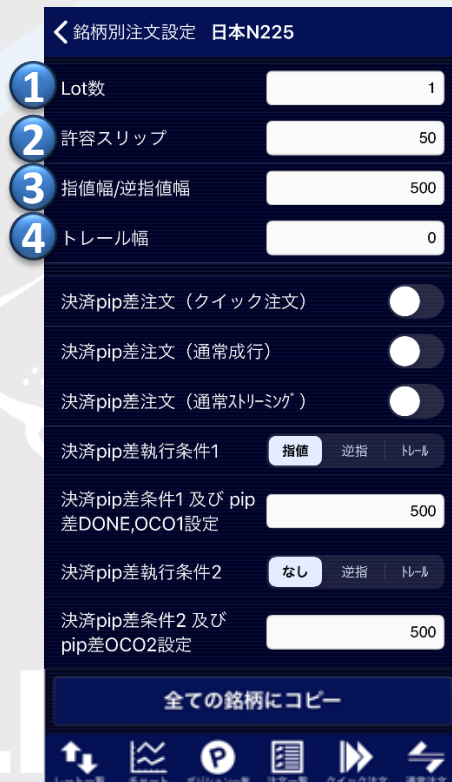 銘柄別注文設定 日本N225
1 Lot数 1
2 許容スリップ 50
3 指値幅/逆指値幅 500
4 トレール幅 0
決済pip差注文（クイック注文）
決済pip差注文（通常成行）
決済pip差注文（通常ｽﾄﾘｰﾐﾝｸﾞ）
決済pip差執行条件1 指値 逆指 ﾄﾚｰﾙ
決済pip差条件1 及び pip
差DONE,OCO1設定 500
決済pip差執行条件2 なし 逆指 ﾄﾚｰﾙ
決済pip差条件2 及び
pip差OCO2設定 500
全ての銘柄にコピー
P